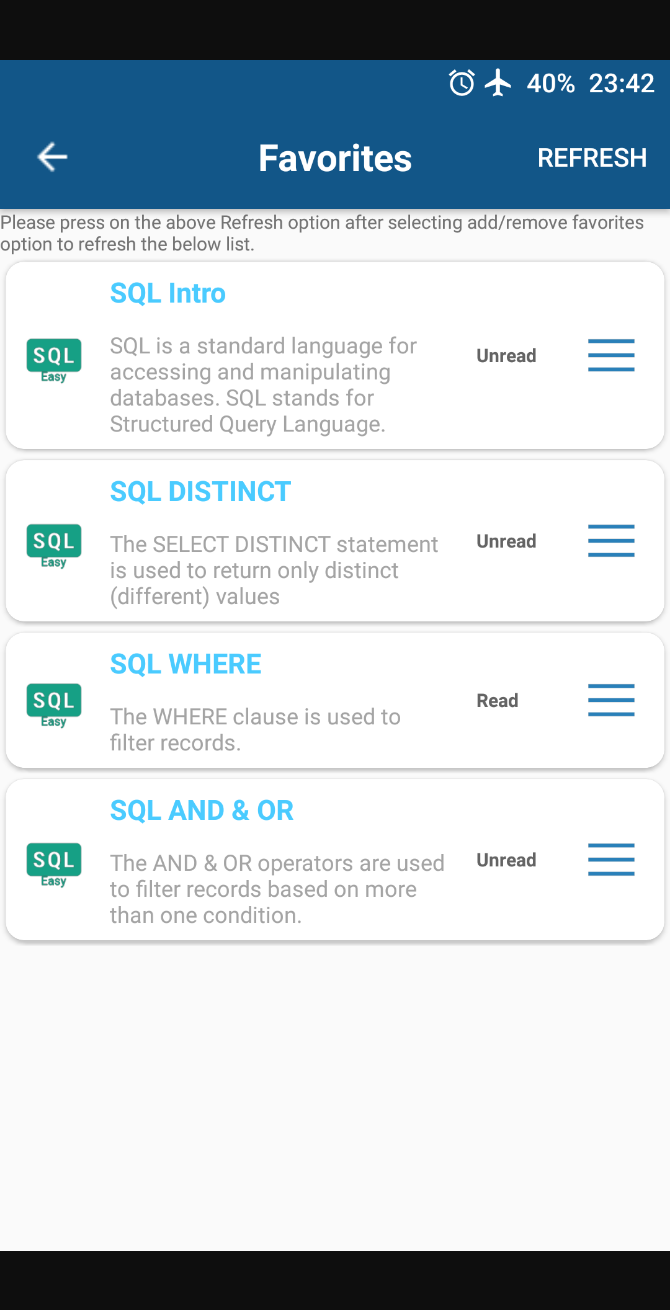 40% 23:42
Favorites
REFRESH
Please press on the above Refresh option after selecting add/remove favorites
option to refresh the below list.
SQL Intro
SQL
Easy
SQL is a standard language for
accessing and manipulating
databases. SQL stands for
Structured Query Language.
Unread
SQL DISTINCT
SQL
Easy
The SELECT DISTINCT statement
is used to return only distinct
(different) values
Unread
SQL WHERE
SQL
Easy
The WHERE clause is used to
filter records.
Read
SQL AND & OR
SQL
Easy
The AND & OR operators are used
to filter records based on more
than one condition.
Unread